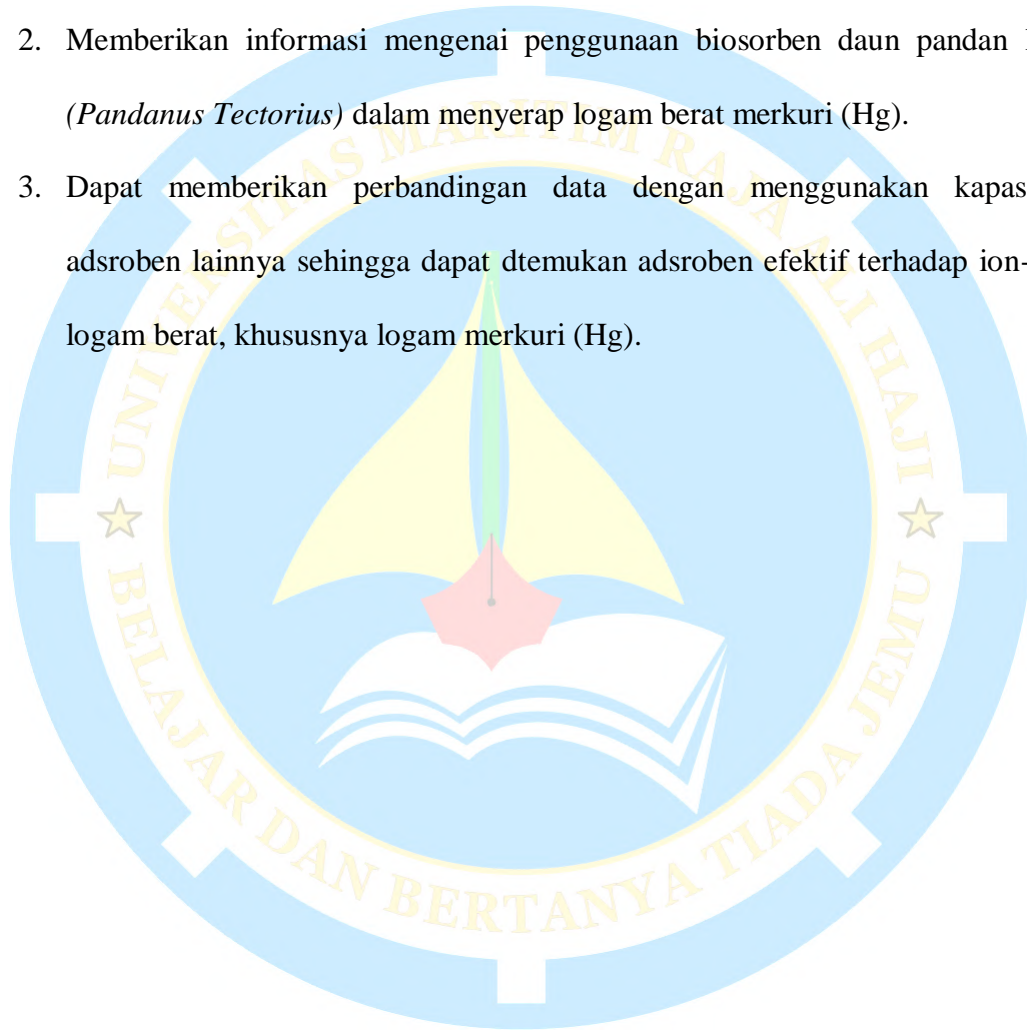 2. Memberikan informasi mengenai penggunaan biosorben daun pandan
(Pandanus Tectorius) dalam menyerap logam berat merkuri (Hg).
3. Dapat memberikan perbandingan data dengan menggunakan kapas
adsroben lainnya sehingga dapat dtemukan adsroben efektif terhadap ion-
logam berat, khususnya logam merkuri (Hg).
UNIVERSITAS MARITIM RAJA ALI HAJI
BELAJAR DAN BERTANYA TIADA JEMU